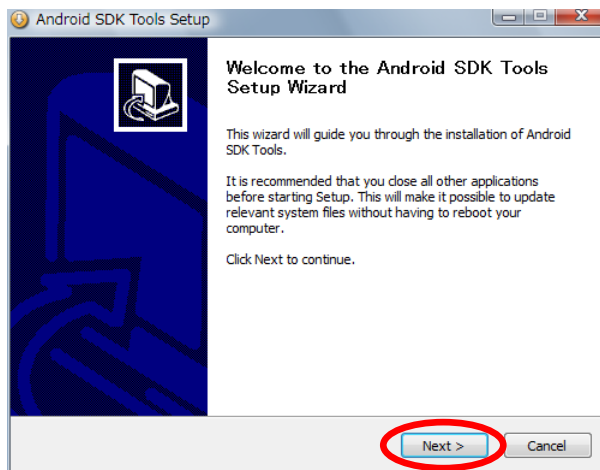 Android SDK Tools Setup
Welcome to the Android SDK Tools
Setup Wizard
This wizard will guide you through the installation of Android
SDK Tools.
It is recommended that you close all other applications
before starting Setup. This will make it possible to update
relevant system files without having to reboot your
computer.
Click Next to continue.
Next >
Cancel